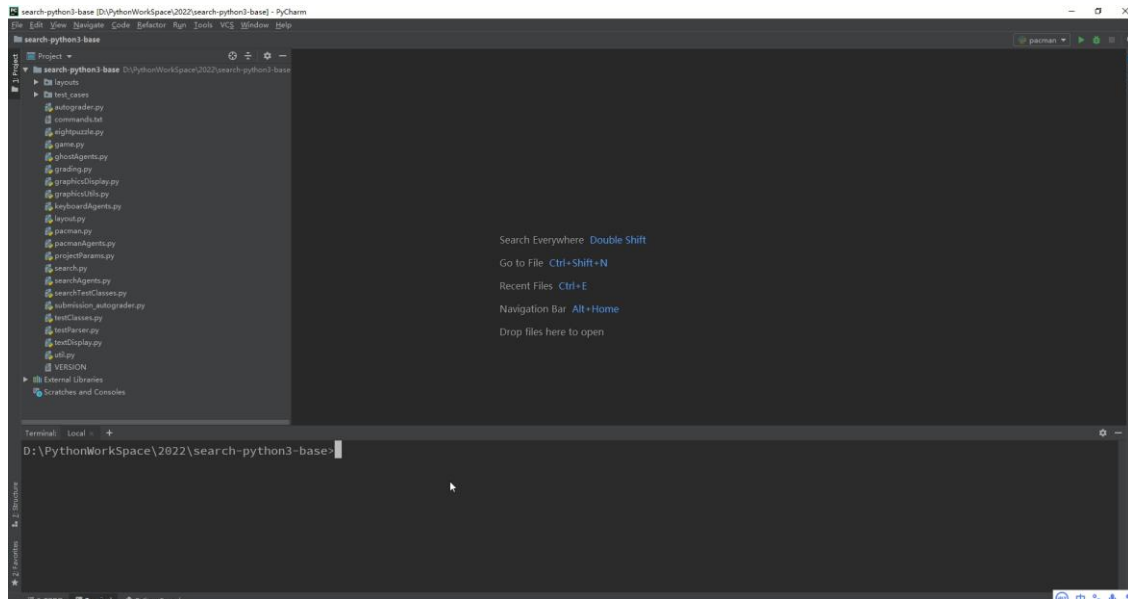 search-python3-base [D:\PythonWorkSpace\2022\search-python3-base] - PyCharm
File Edit View Navigate Code Refactor Run Tools VCS Window Help
search-python3-base
pacman
1: Project
Project
search-python3-base D:\PythonWorkSpace\2022\search-python3-base
layouts
test_cases
autograder.py
commands.txt
eightpuzzle.py
game.py
ghostAgents.py
grading.py
graphicsDisplay.py
graphicsUtils.py
keyboardAgents.py
layout.py
pacman.py
pacmanAgents.py
projectParams.py
search.py
searchAgents.py
searchTestClasses.py
submission_autograder.py
testClasses.py
testParser.py
textDisplay.py
util.py
VERSION
External Libraries
Scratches and Consoles
Search Everywhere Double Shift
Go to File Ctrl+Shift+N
Recent Files Ctrl+E
Navigation Bar Alt+Home
Drop files here to open
Terminal: Local +
D:\PythonWorkSpace\2022\search-python3-base>
Z: Structure
2: Favorites